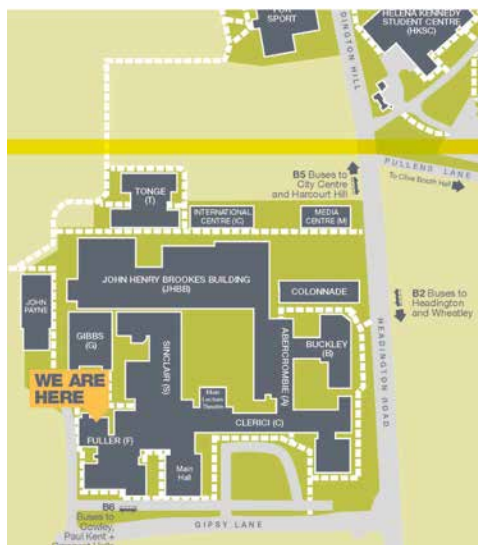 SPORT
HELENA KENNEDY
STUDENT CENTRE
(HKSC)
HEADINGTON HILL
PULLENS LANE
To Clive Booth Hall
B5 Buses to
City Centre
and Harcourt Hill
TONGE
(T)
INTERNATIONAL
CENTRE (IC)
MEDIA
CENTRE (M)
JOHN HENRY BROOKES BUILDING
(JHBB)
COLONNADE
B2 Buses to
Headington
and Wheatley
JOHN
PAYNE
GIBBS
(G)
SINCLAIR (S)
ABERCROMBIE (A)
BUCKLEY
(B)
HEADINGTON ROAD
WE ARE
HERE
Lecture
Theatre
CLERICI (C)
FULLER (F)
Main
Hall
B6
Buses to
Cowley,
Paul Kent +
GIPSY LANE